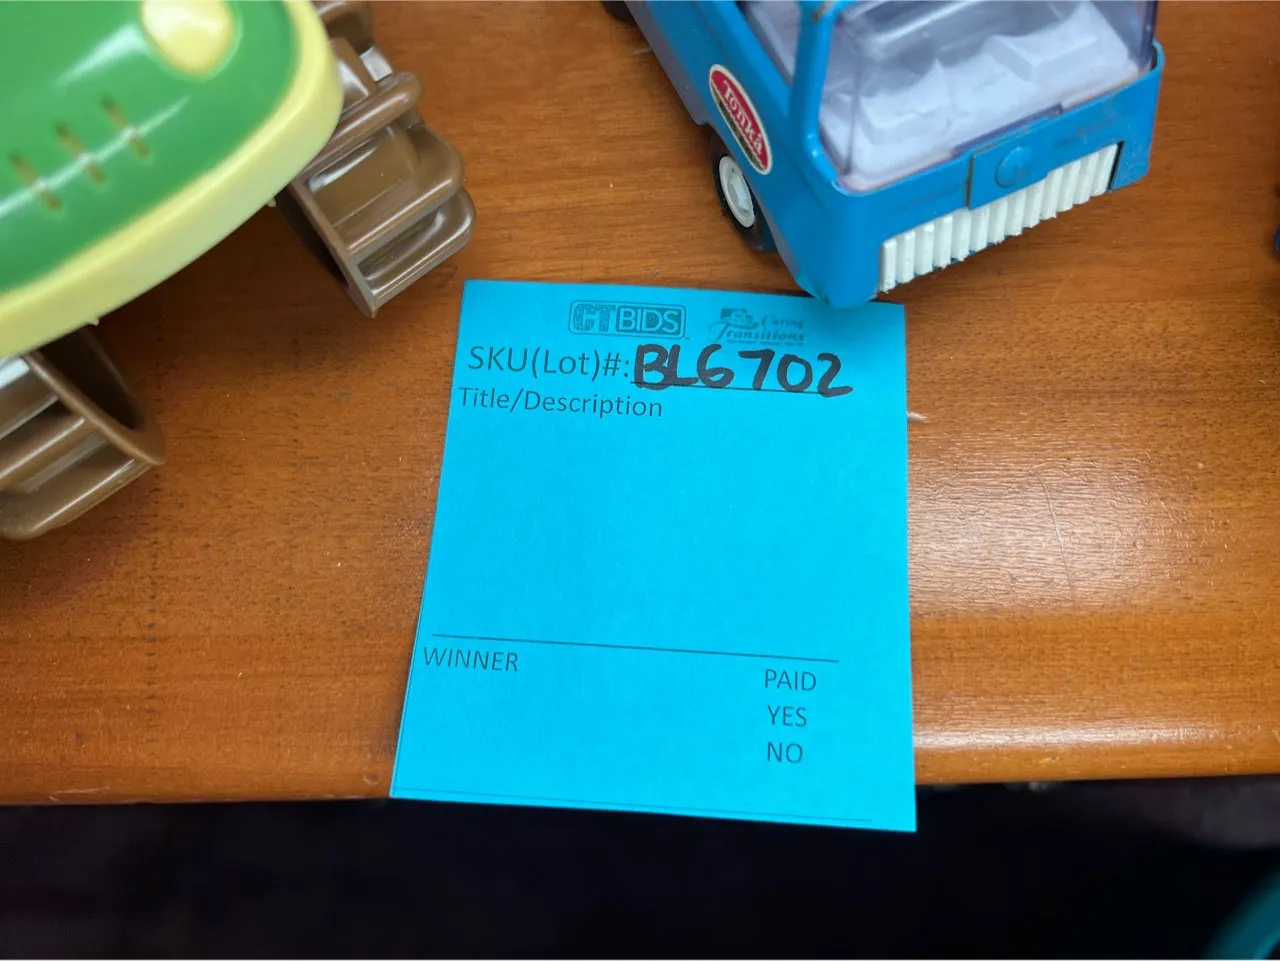 Tonka
CTBIDS
Caring
Transitions
SKU(Lot)#: BL6702
Title/Description
WINNER
PAID
YES
NO